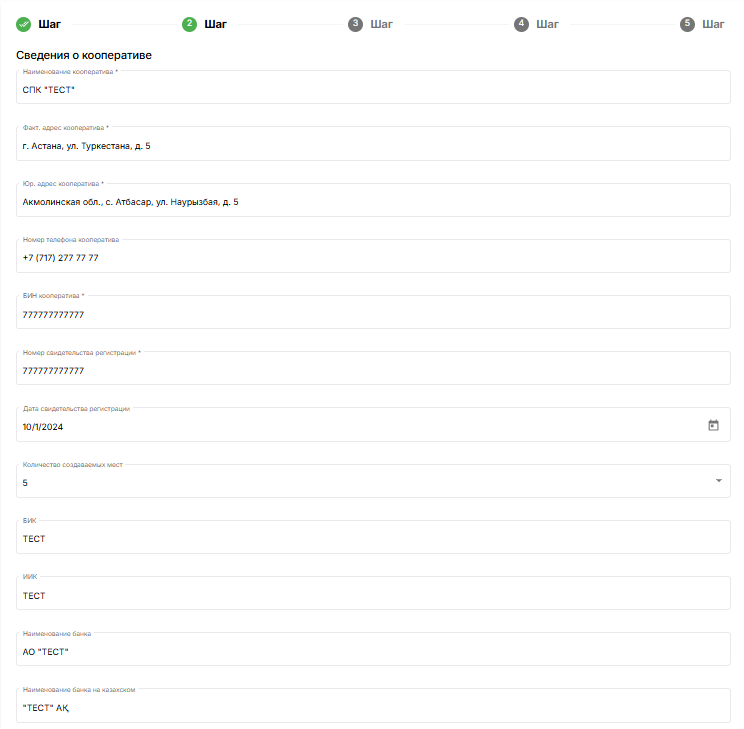 Шаг 2 Шаг 3 Шаг 4 Шаг 5 Шаг
Сведения о кооперативе
Наименование кооператива *
СПК "ТЕСТ"
Факт. адрес кооператива *
г. Астана, ул. Туркестана, д. 5
Юр. адрес кооператива *
Акмолинская обл., с. Атбасар, ул. Наурызбая, д. 5
Номер телефона кооператива
+7 (717) 277 77 77
БИН кооператива *
777777777777
Номер свидетельства регистрации *
777777777777
Дата свидетельства регистрации
10/1/2024
Количество создаваемых мест
5
БИК
ТЕСТ
ИИК
ТЕСТ
Наименование банка
АО "ТЕСТ"
Наименование банка на казахском
"ТЕСТ" АҚ